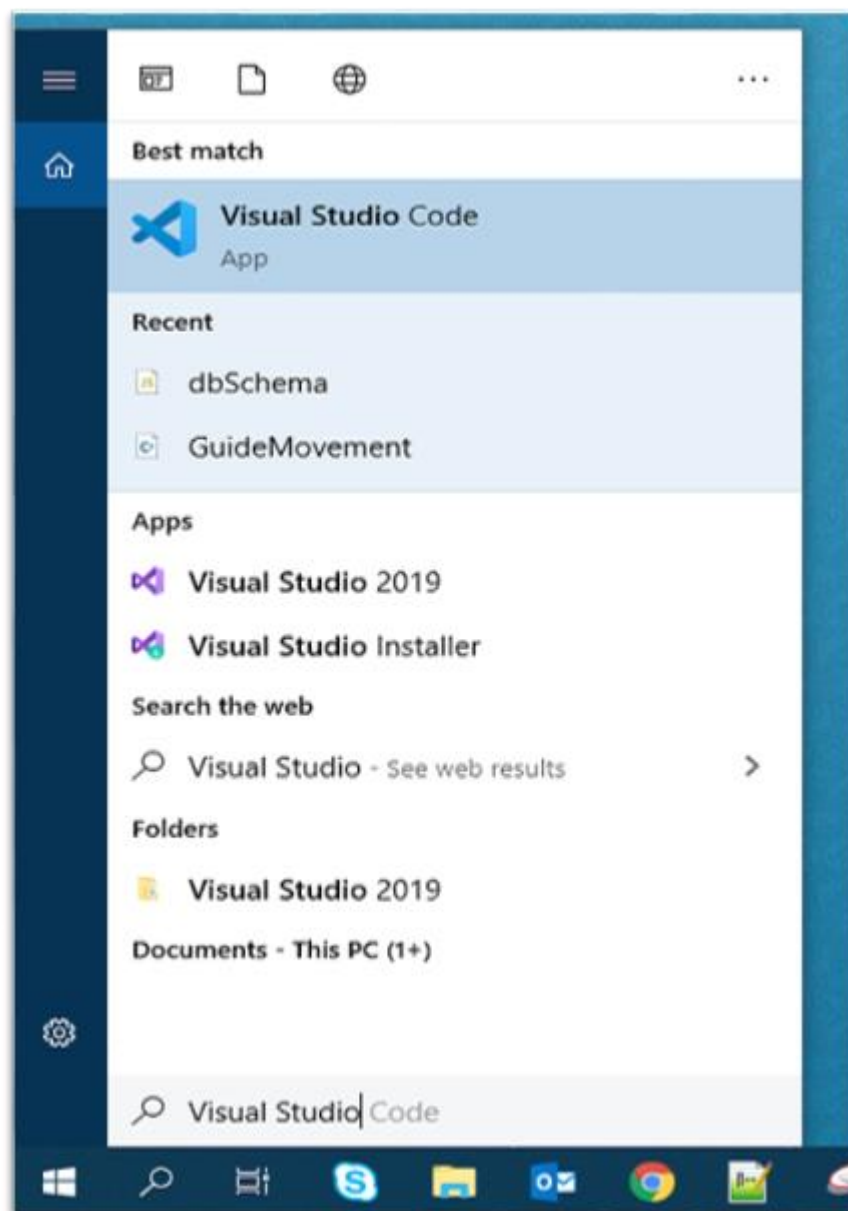 Best match
Visual Studio Code
App
Recent
dbSchema
GuideMovement
Apps
Visual Studio 2019
Visual Studio Installer
Search the web
Visual Studio - See web results
Folders
Visual Studio 2019
Documents - This PC (1+)
Visual Studio Code